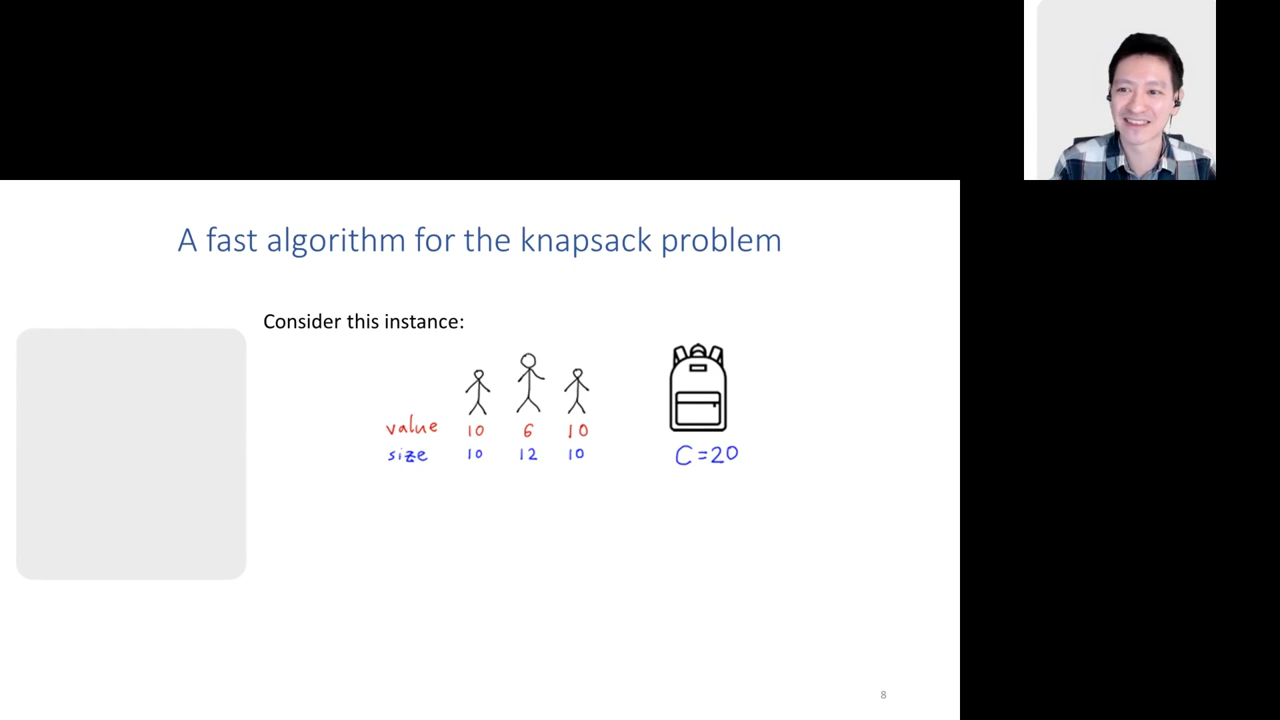 A fast algorithm for the knapsack problem
Consider this instance:
value 10 6 10
size 10 12 10
C=20
8